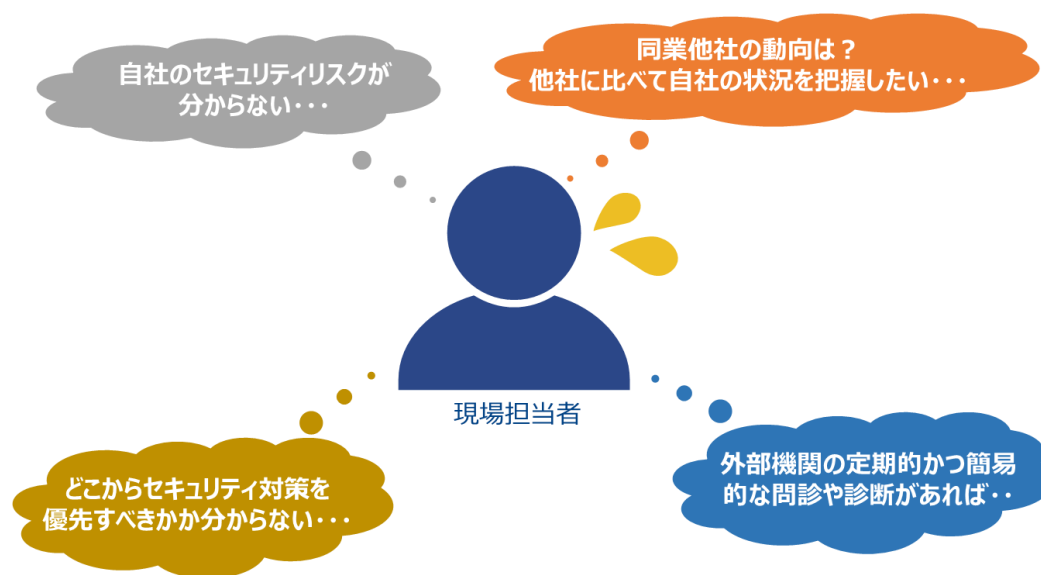 自社のセキュリティリスクが
分からない・・・
同業他社の動向は？
他社に比べて自社の状況を把握したい・・・
現場担当者
どこからセキュリティ対策を
優先すべきかか分からない・・・
外部機関の定期的かつ簡易
的な問診や診断があれば・・